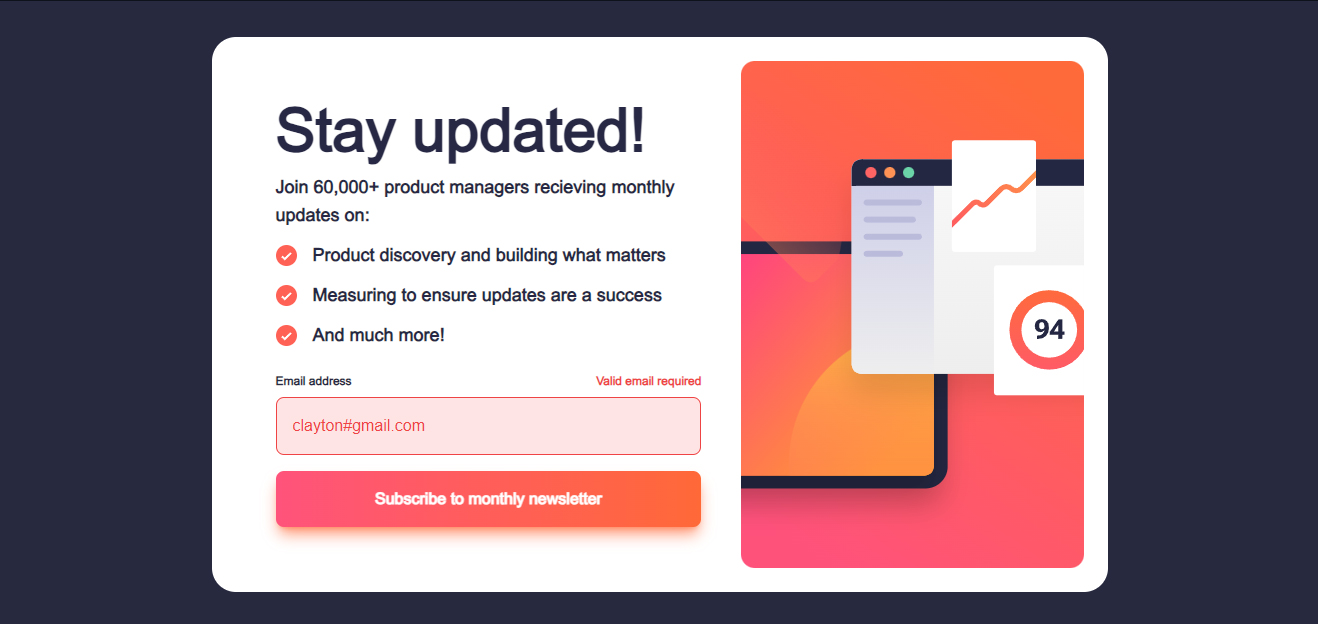 Stay updated!
Join 60,000+ product managers recieving monthly
updates on:
Product discovery and building what matters
Measuring to ensure updates are a success
And much more!
Email address
Valid email required
clayton#gmail.com
Subscribe to monthly newsletter
94